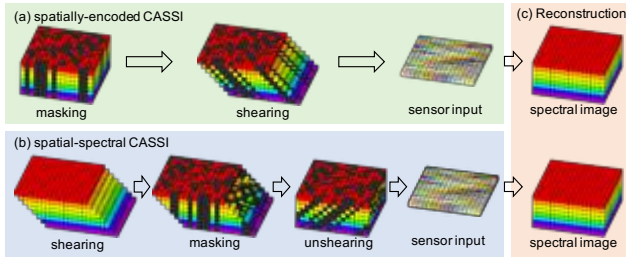 (a) spatially-encoded CASSI
(c) Reconstruction
masking
shearing
sensor input
spectral image
(b) spatial-spectral CASSI
shearing
masking
unshearing
sensor input
spectral image